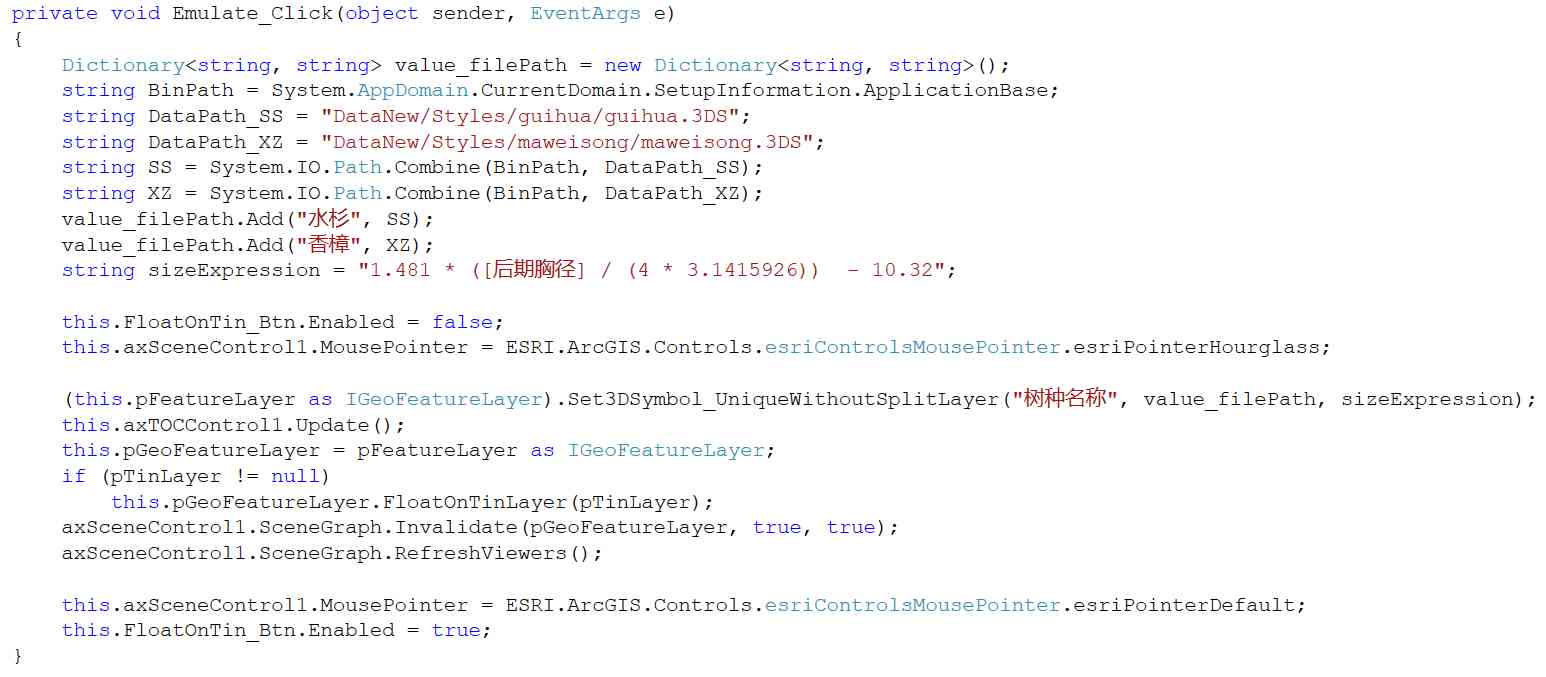 private void Emulate_Click(object sender, EventArgs e)
{
    Dictionary<string, string> value_filePath = new Dictionary<string, string>();
    string BinPath = System.AppDomain.CurrentDomain.SetupInformation.ApplicationBase;
    string DataPath_SS = "DataNew/Styles/guihua/guihua.3DS";
    string DataPath_XZ = "DataNew/Styles/maweisong/maweisong.3DS";
    string SS = System.IO.Path.Combine(BinPath, DataPath_SS);
    string XZ = System.IO.Path.Combine(BinPath, DataPath_XZ);
    value_filePath.Add("水杉", SS);
    value_filePath.Add("香樟", XZ);
    string sizeExpression = "1.481 * ([后期胸径] / (4 * 3.1415926))  - 10.32";

    this.FloatOnTin_Btn.Enabled = false;
    this.axSceneControl1.MousePointer = ESRI.ArcGIS.Controls.esriControlsMousePointer.esriPointerHourglass;

    (this.pFeatureLayer as IGeoFeatureLayer).Set3DSymbol_UniqueWithoutSplitLayer("树种名称", value_filePath, sizeExpression);
    this.axTOCControl1.Update();
    this.pGeoFeatureLayer = pFeatureLayer as IGeoFeatureLayer;
    if (pTinLayer != null)
        this.pGeoFeatureLayer.FloatOnTinLayer(pTinLayer);
    axSceneControl1.SceneGraph.Invalidate(pGeoFeatureLayer, true, true);
    axSceneControl1.SceneGraph.RefreshViewers();

    this.axSceneControl1.MousePointer = ESRI.ArcGIS.Controls.esriControlsMousePointer.esriPointerDefault;
    this.FloatOnTin_Btn.Enabled = true;
}